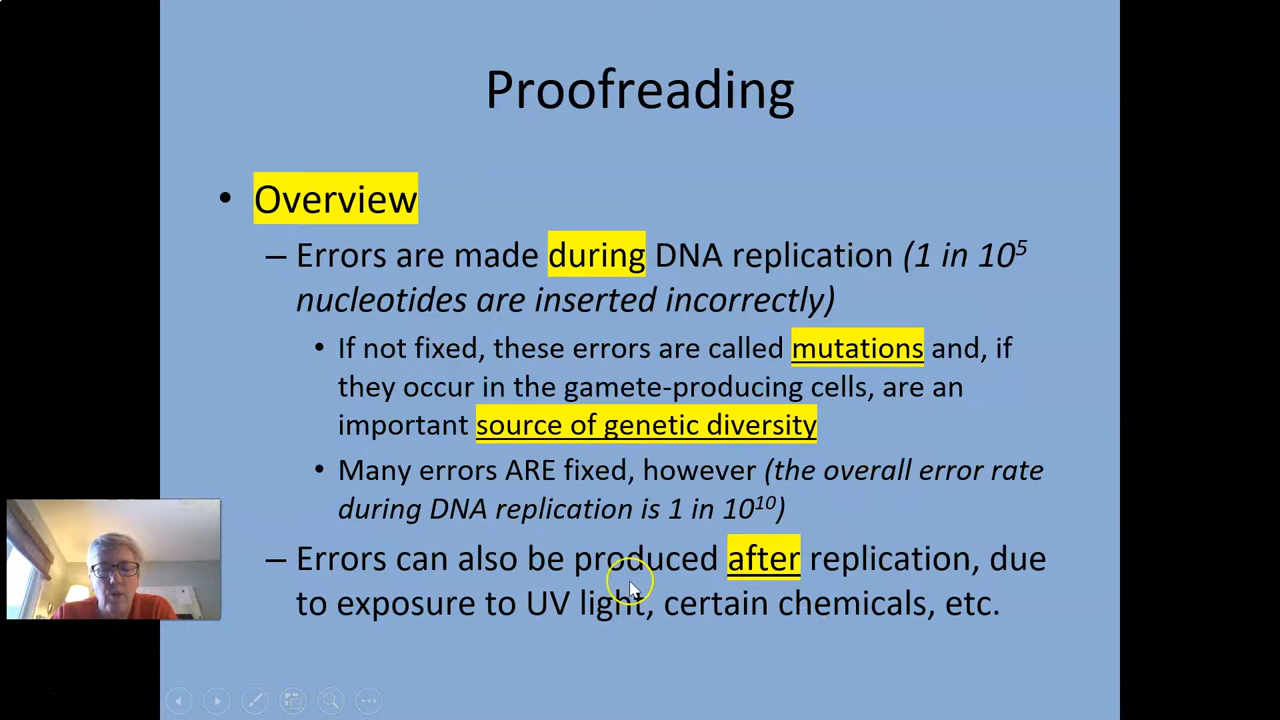 Proofreading
• Overview
– Errors are made during DNA replication (1 in 10⁵
nucleotides are inserted incorrectly)
• If not fixed, these errors are called mutations and, if
they occur in the gamete-producing cells, are an
important source of genetic diversity
• Many errors ARE fixed, however (the overall error rate
during DNA replication is 1 in 10¹⁰)
– Errors can also be produced after replication, due
to exposure to UV light, certain chemicals, etc.